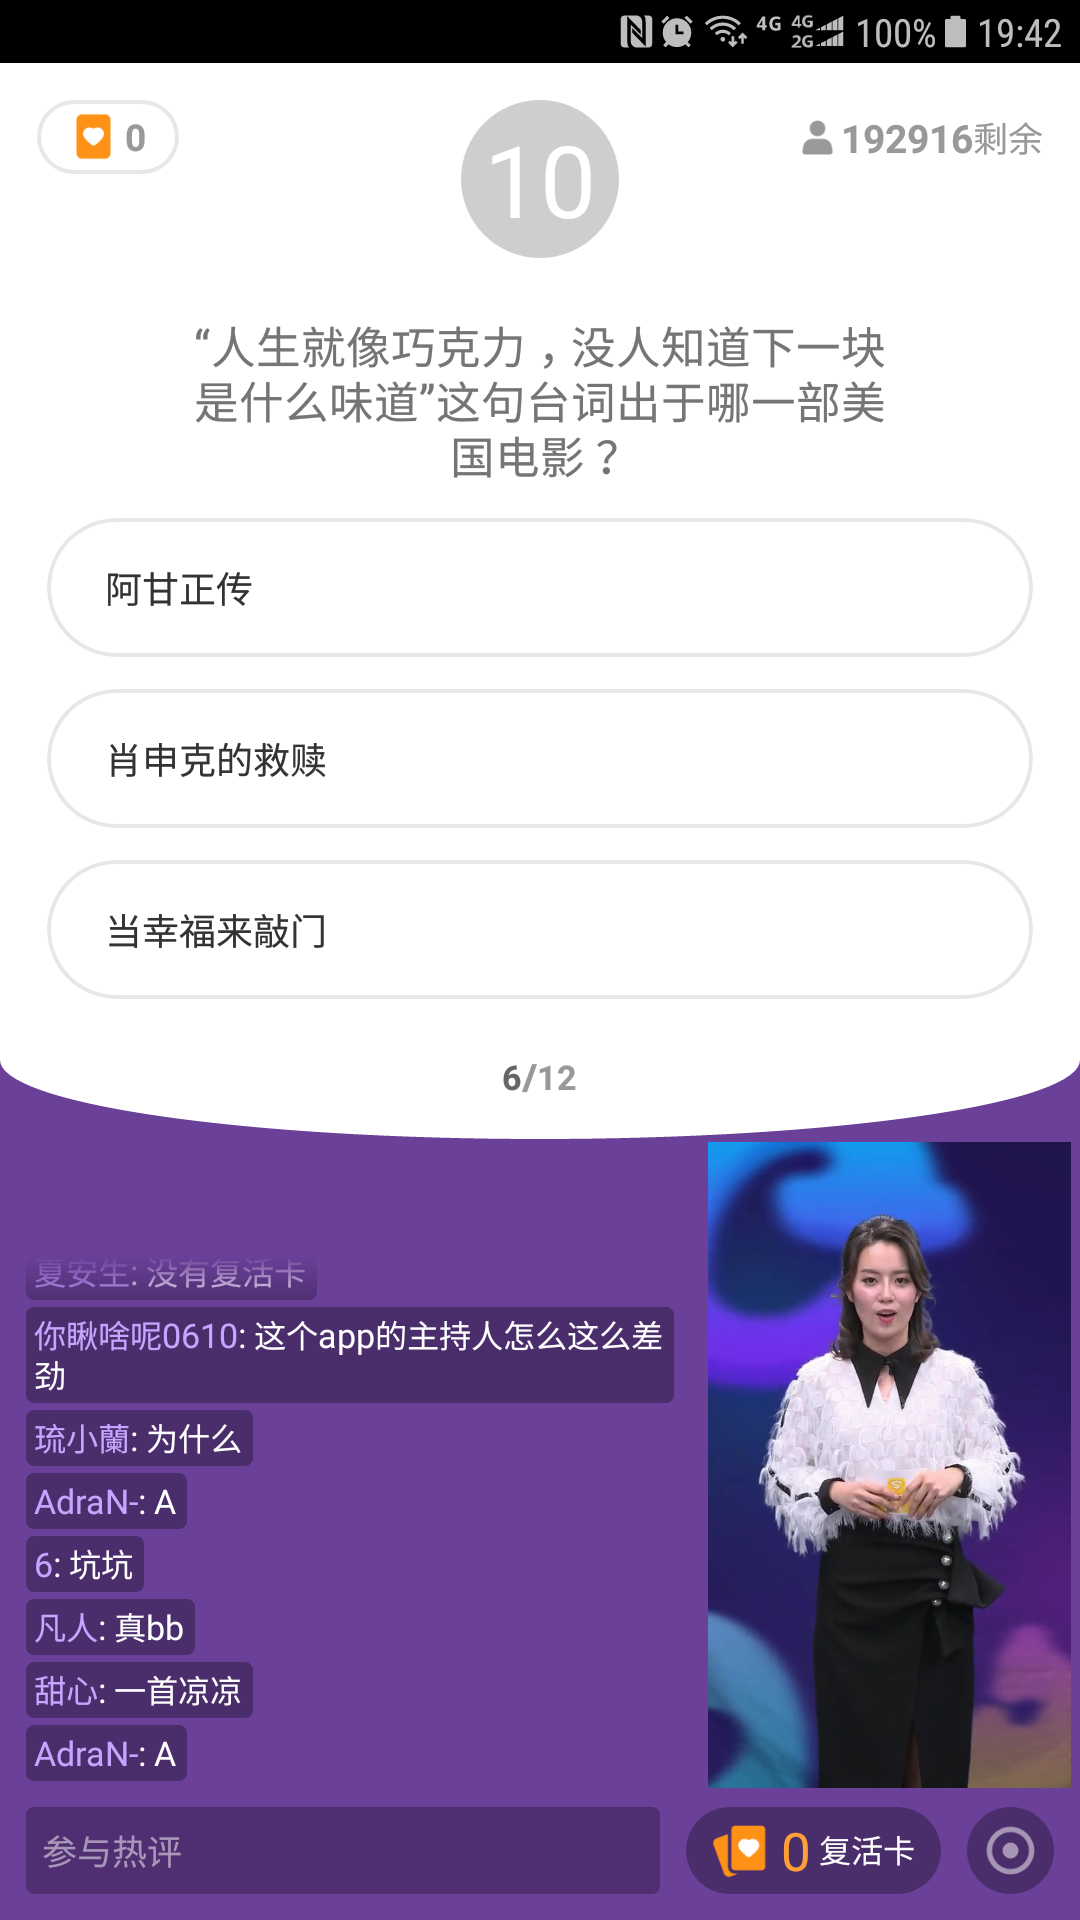 4G 4G 2G 100% 19:42
0
10
192916剩余
“人生就像巧克力，没人知道下一块
是什么味道”这句台词出于哪一部美
国电影？
阿甘正传
肖申克的救赎
当幸福来敲门
6/12
夏安生: 没有复活卡
你瞅啥呢0610: 这个app的主持人怎么这么差
劲
琉小蘭: 为什么
AdraN-: A
6: 坑坑
凡人: 真bb
甜心: 一首凉凉
AdraN-: A
参与热评
0 复活卡